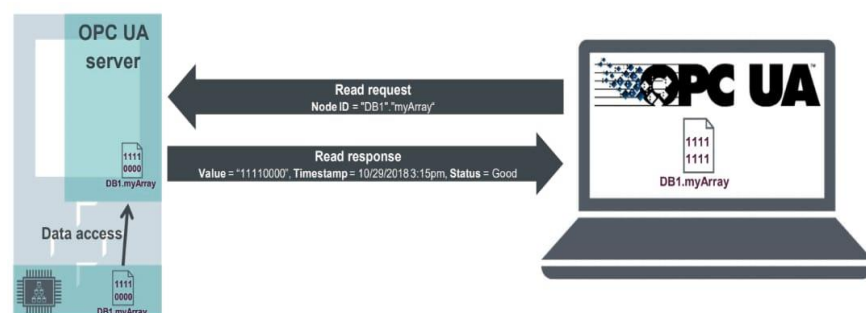 OPC UA
server
Read request
Node ID = "DB1"."myArray"
Read response
Value = "11110000", Timestamp = 10/29/2018 3:15pm, Status = Good
1111
0000
DB1.myArray
Data access
1111
0000
DB1.myArray
OPC UA
1111
1111
DB1.myArray